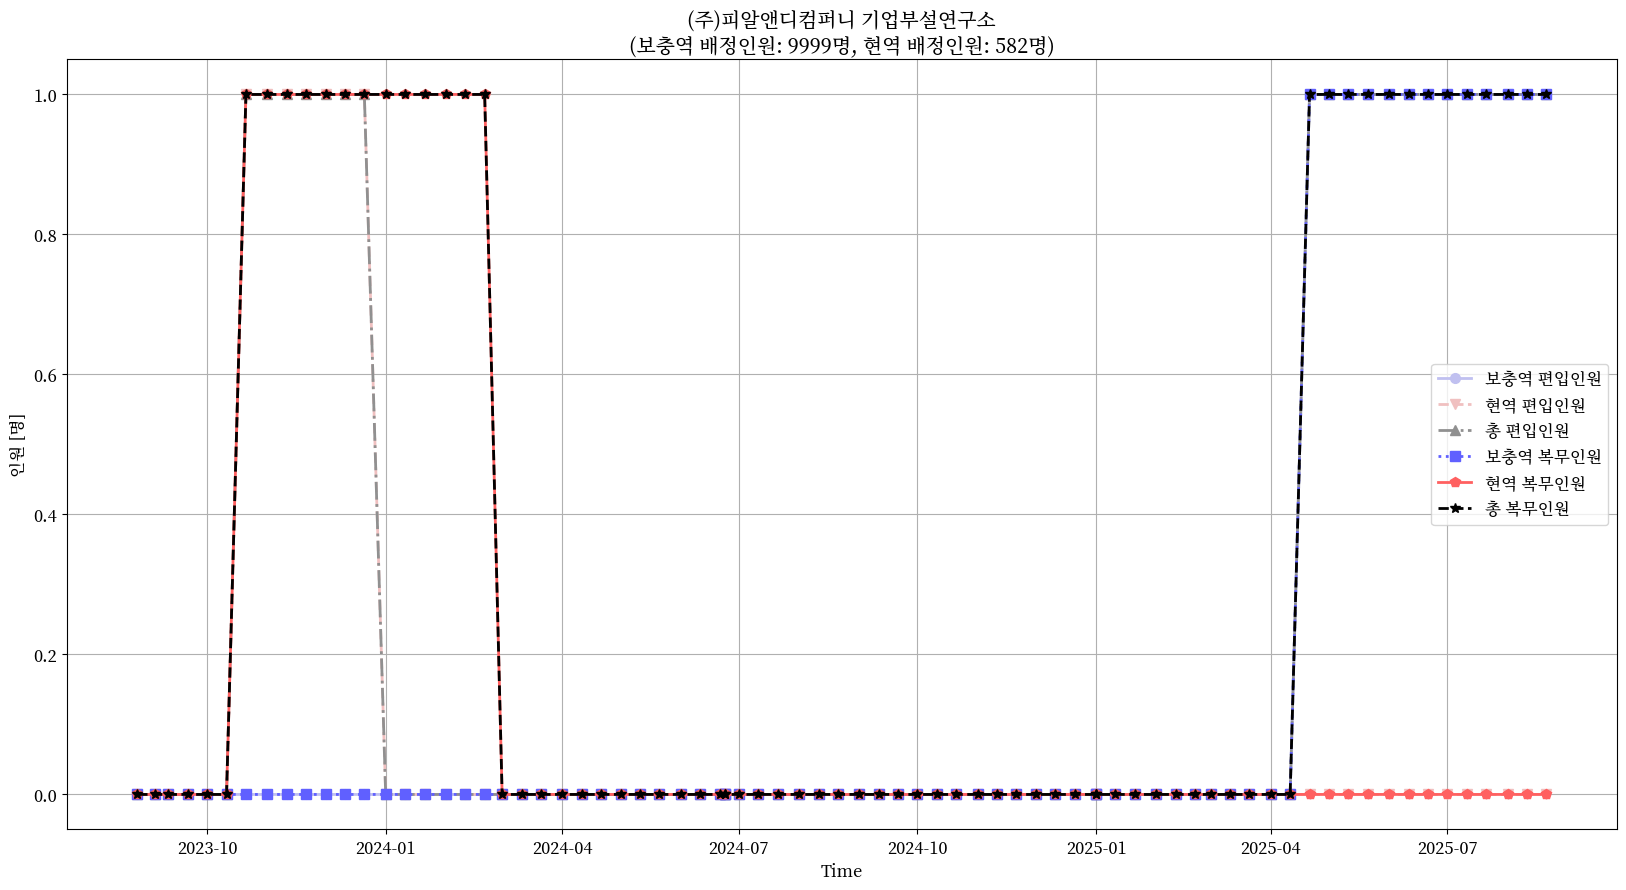 (주)피알앤디컴퍼니 기업부설연구소
(보충역 배정인원: 9999명, 현역 배정인원: 582명)
1.0
0.8
0.6
0.4
0.2
0.0
인원 [명]
보충역 편입인원
현역 편입인원
총 편입인원
보충역 복무인원
현역 복무인원
총 복무인원
2023-10
2024-01
2024-04
2024-07
2024-10
2025-01
2025-04
2025-07
Time